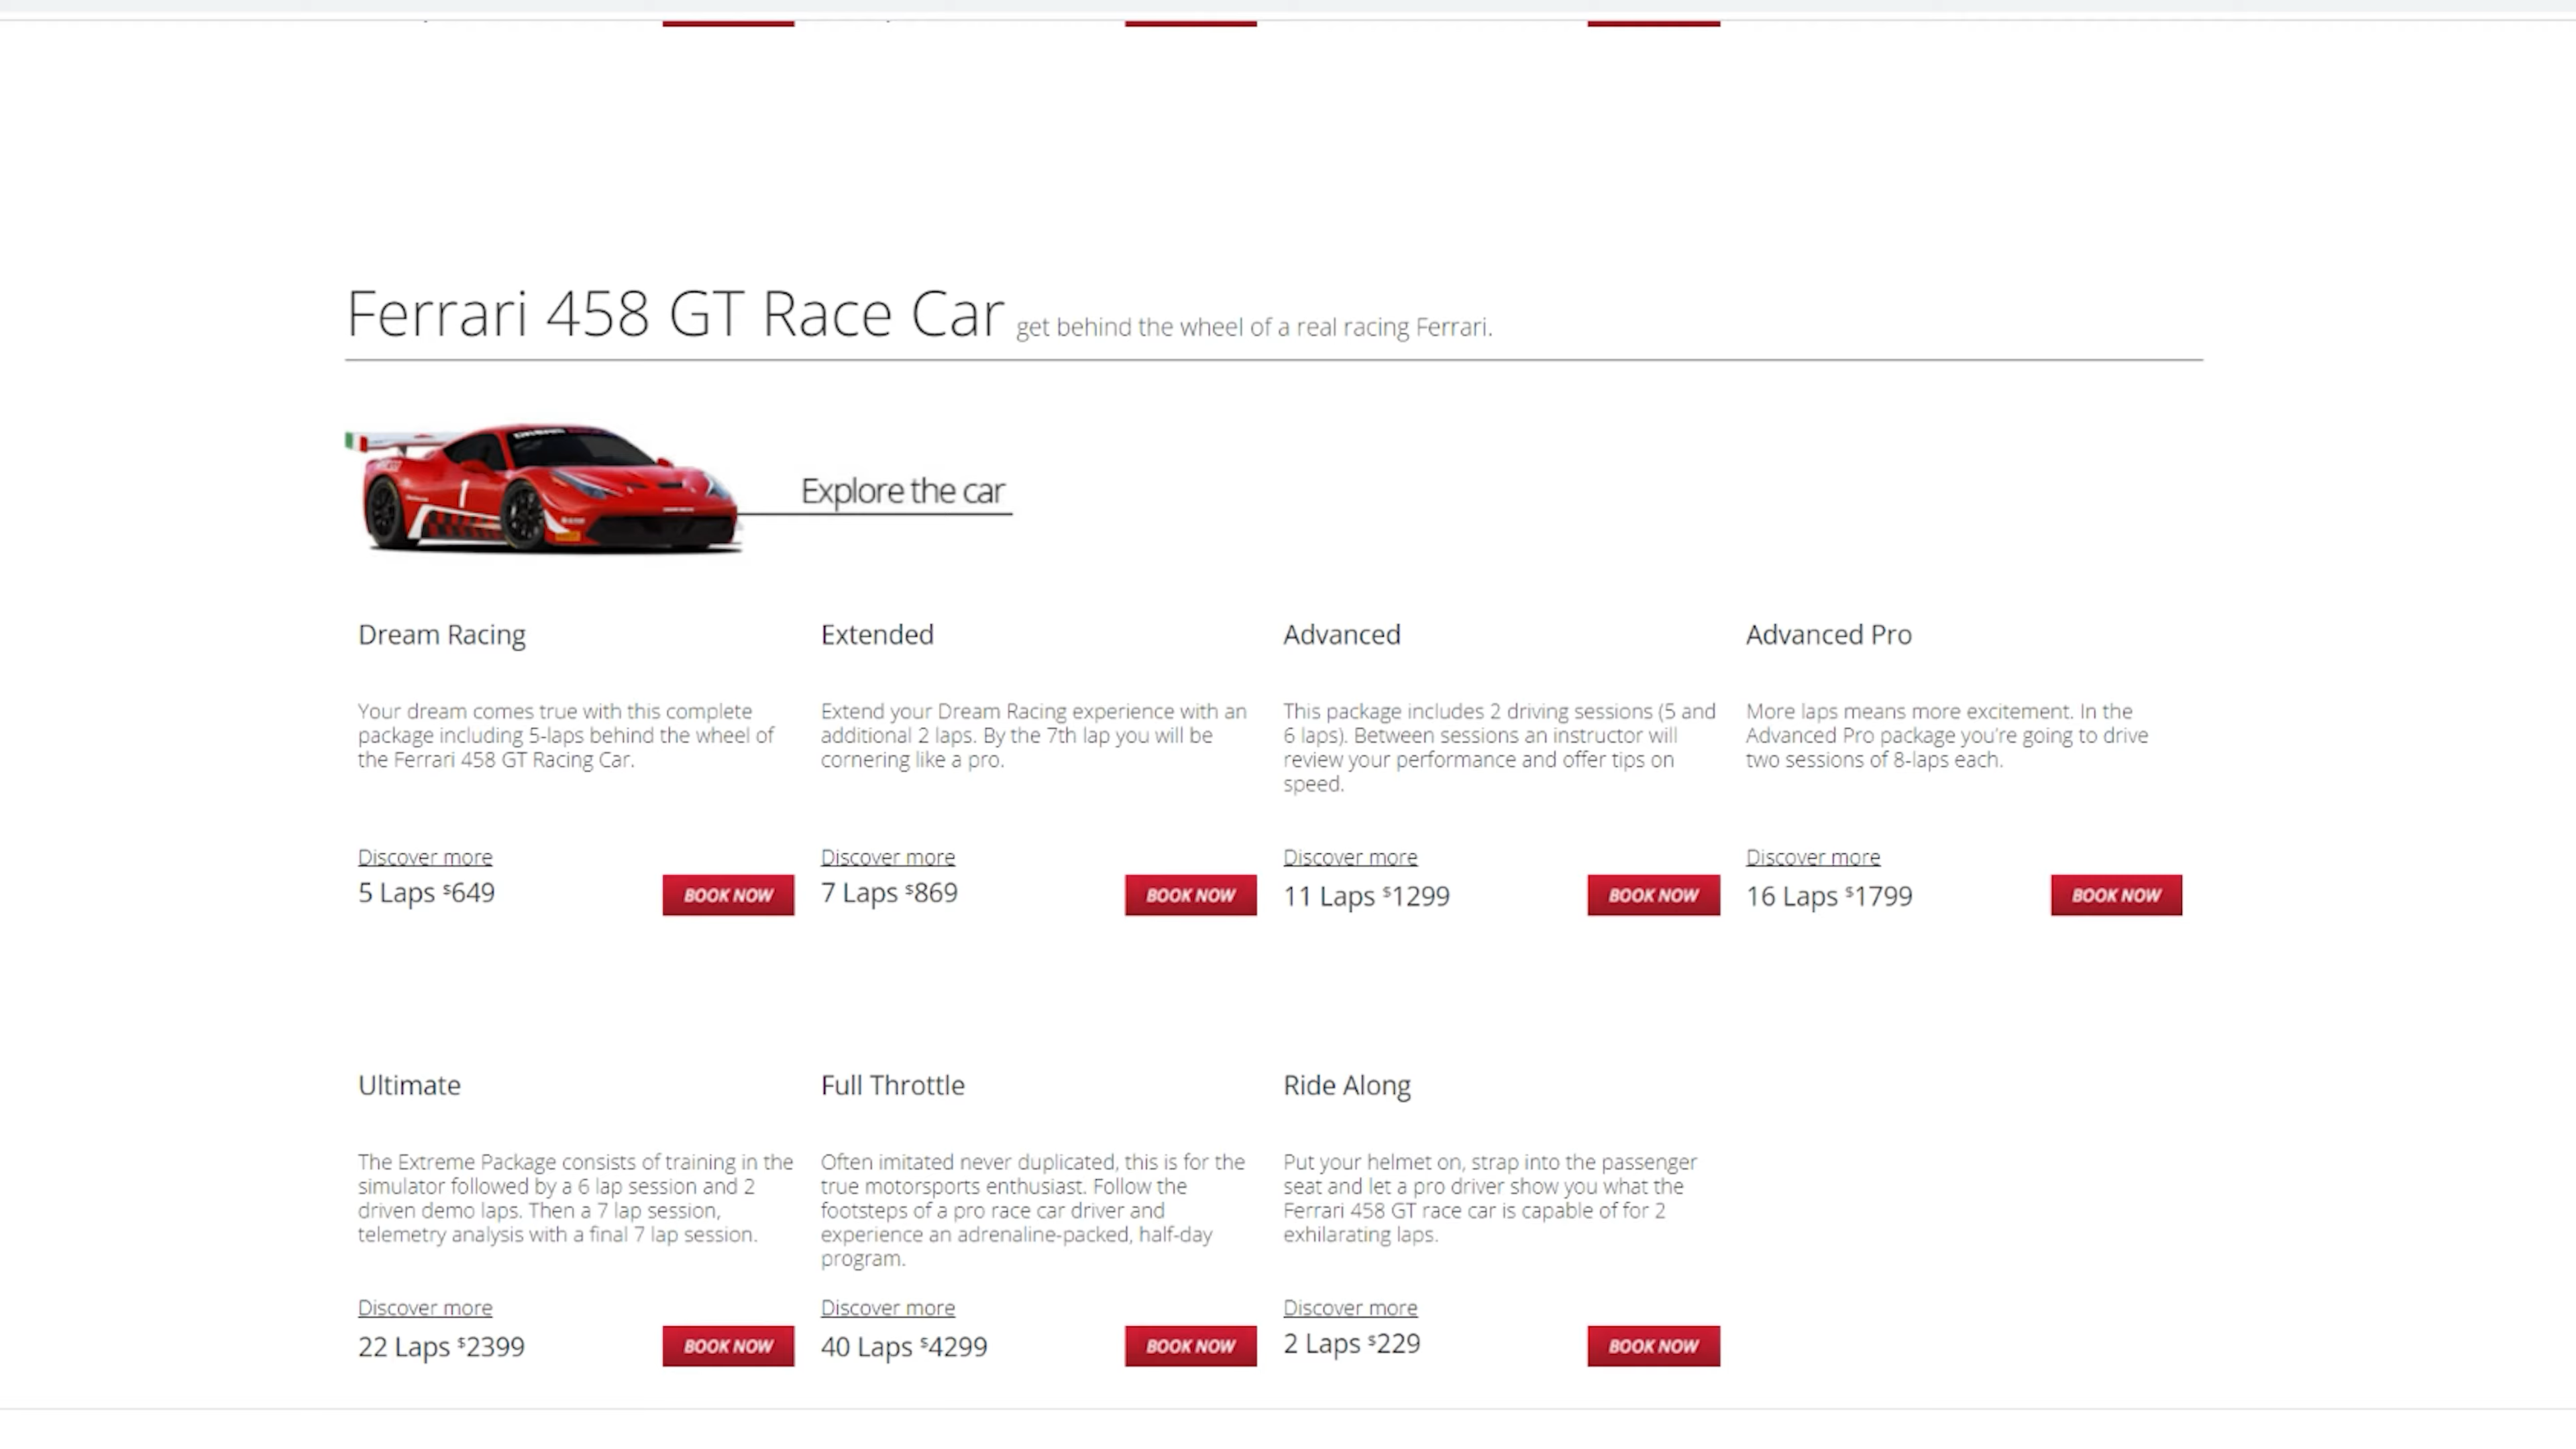 Ferrari 458 GT Race Car get behind the wheel of a real racing Ferrari.
1
Explore the car
Dream Racing
Your dream comes true with this complete
package including 5-laps behind the wheel of
the Ferrari 458 GT Racing Car.
Discover more
5 Laps $649
BOOK NOW
Extended
Extend your Dream Racing experience with an
additional 2 laps. By the 7th lap you will be
cornering like a pro.
Discover more
7 Laps $869
BOOK NOW
Advanced
This package includes 2 driving sessions (5 and
6 laps). Between sessions an instructor will
review your performance and offer tips on
speed.
Discover more
11 Laps $1299
BOOK NOW
Advanced Pro
More laps means more excitement. In the
Advanced Pro package you're going to drive
two sessions of 8-laps each.
Discover more
16 Laps $1799
BOOK NOW
Ultimate
The Extreme Package consists of training in the
simulator followed by a 6 lap session and 2
driven demo laps. Then a 7 lap session,
telemetry analysis with a final 7 lap session.
Discover more
22 Laps $2399
BOOK NOW
Full Throttle
Often imitated never duplicated, this is for the
true motorsports enthusiast. Follow the
footsteps of a pro race car driver and
experience an adrenaline-packed, half-day
program.
Discover more
40 Laps $4299
BOOK NOW
Ride Along
Put your helmet on, strap into the passenger
seat and let a pro driver show you what the
Ferrari 458 GT race car is capable of for 2
exhilarating laps.
Discover more
2 Laps $229
BOOK NOW